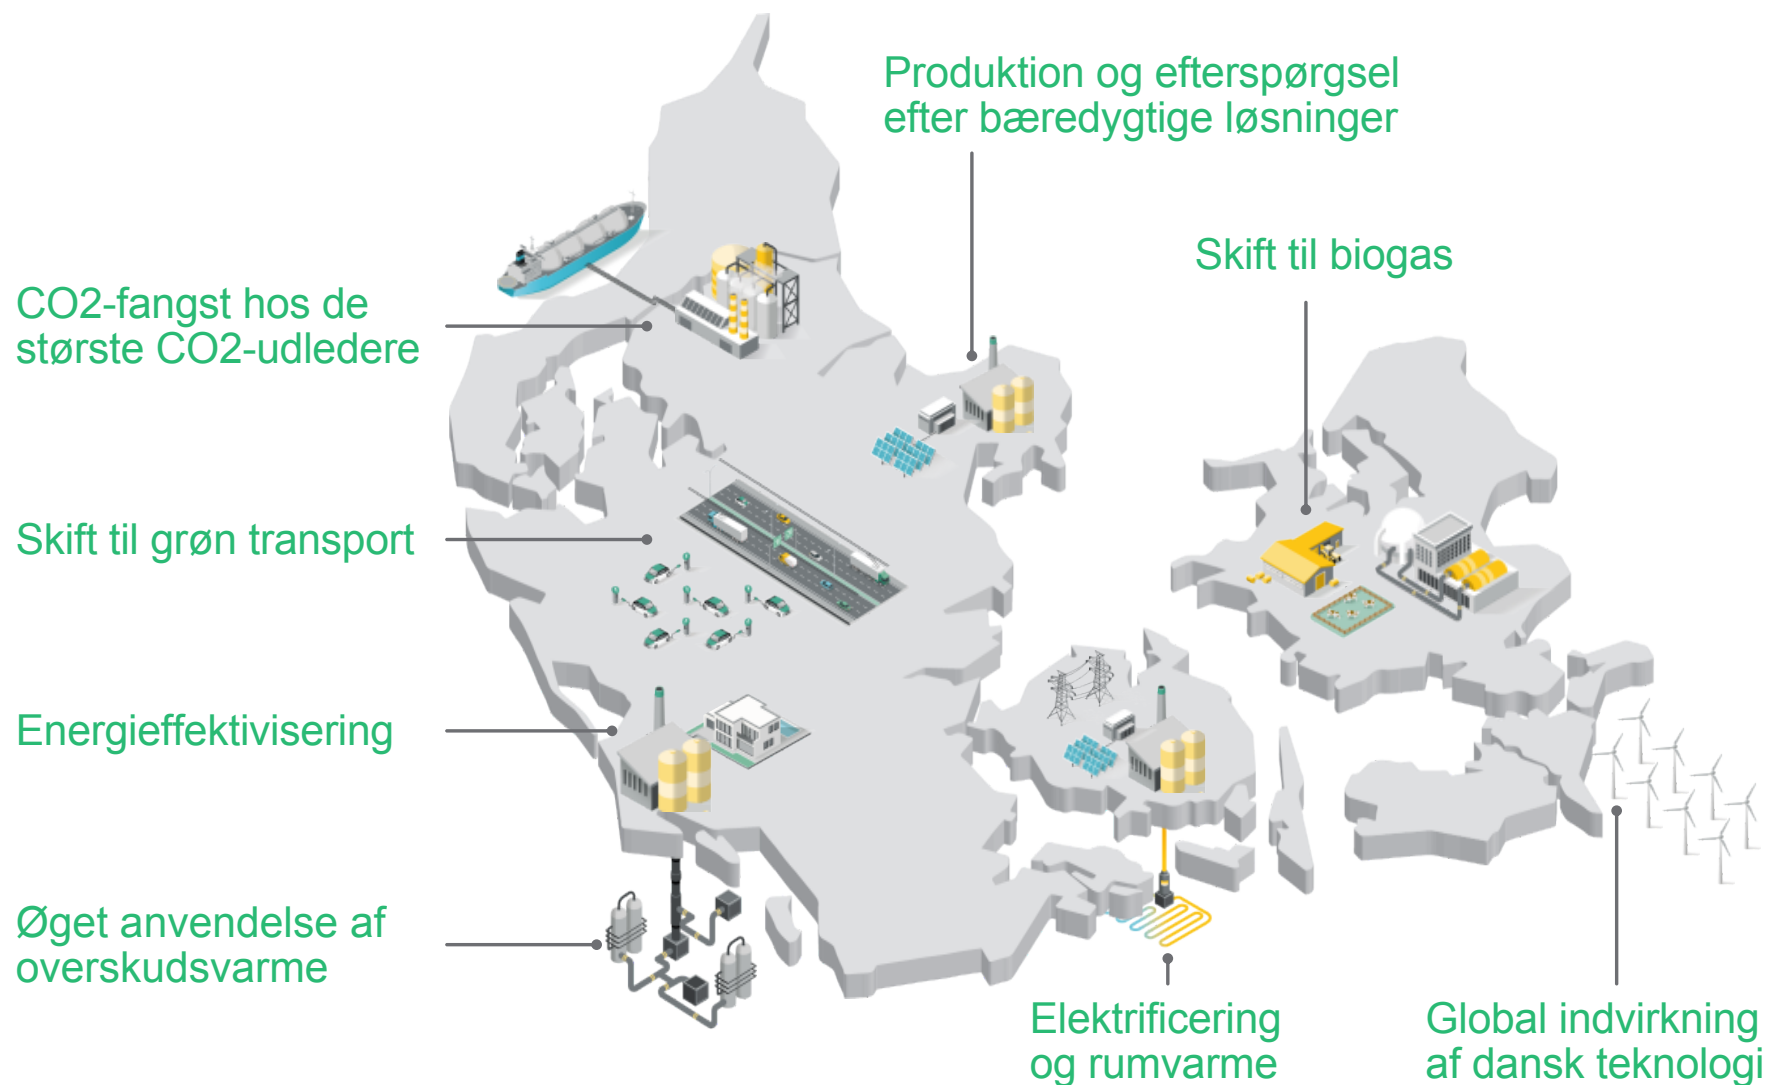 Produktion og efterspørgsel
efter bæredygtige løsninger
Skift til biogas
CO2-fangst hos de
største CO2-udledere
Skift til grøn transport
Energieffektivisering
Øget anvendelse af
overskudsvarme
Elektrificering
og rumvarme
Global indvirkning
af dansk teknologi